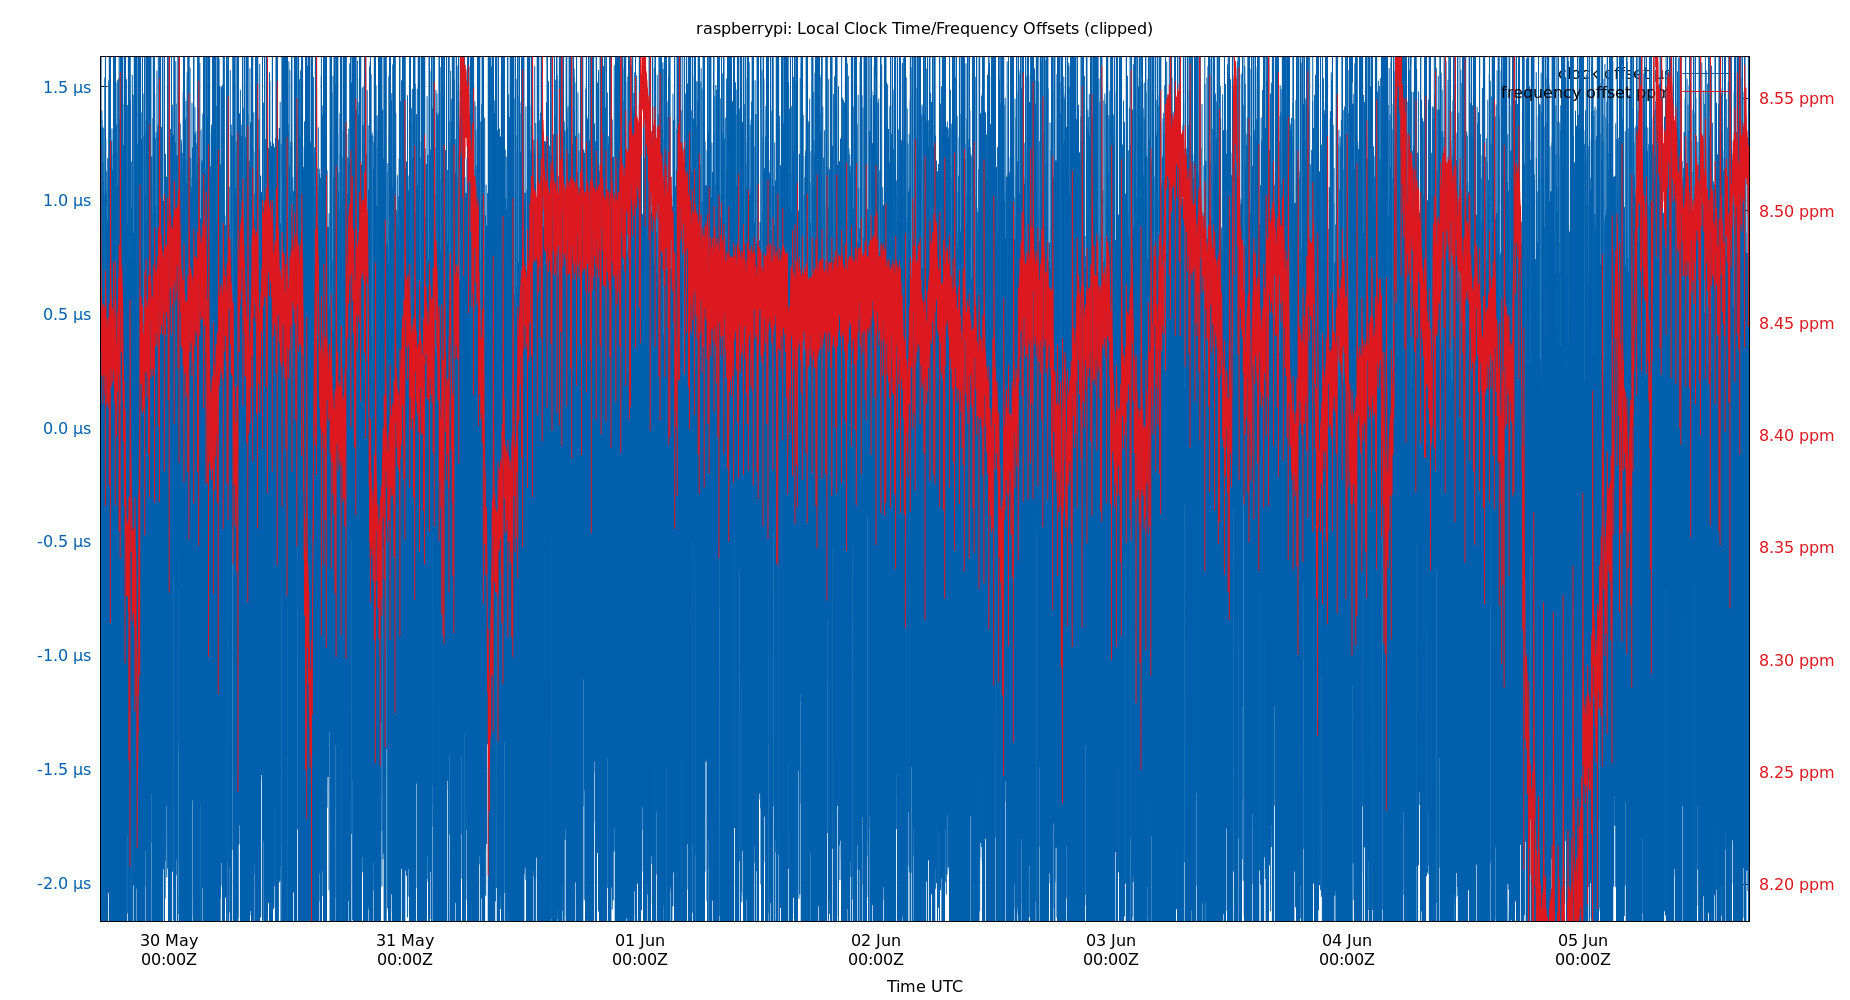 raspberrypi: Local Clock Time/Frequency Offsets (clipped)
clock offset µs
frequency offset ppm
1.5 µs
1.0 µs
0.5 µs
0.0 µs
-0.5 µs
-1.0 µs
-1.5 µs
-2.0 µs
8.55 ppm
8.50 ppm
8.45 ppm
8.40 ppm
8.35 ppm
8.30 ppm
8.25 ppm
8.20 ppm
30 May 00:00Z
31 May 00:00Z
01 Jun 00:00Z
02 Jun 00:00Z
03 Jun 00:00Z
04 Jun 00:00Z
05 Jun 00:00Z
Time UTC